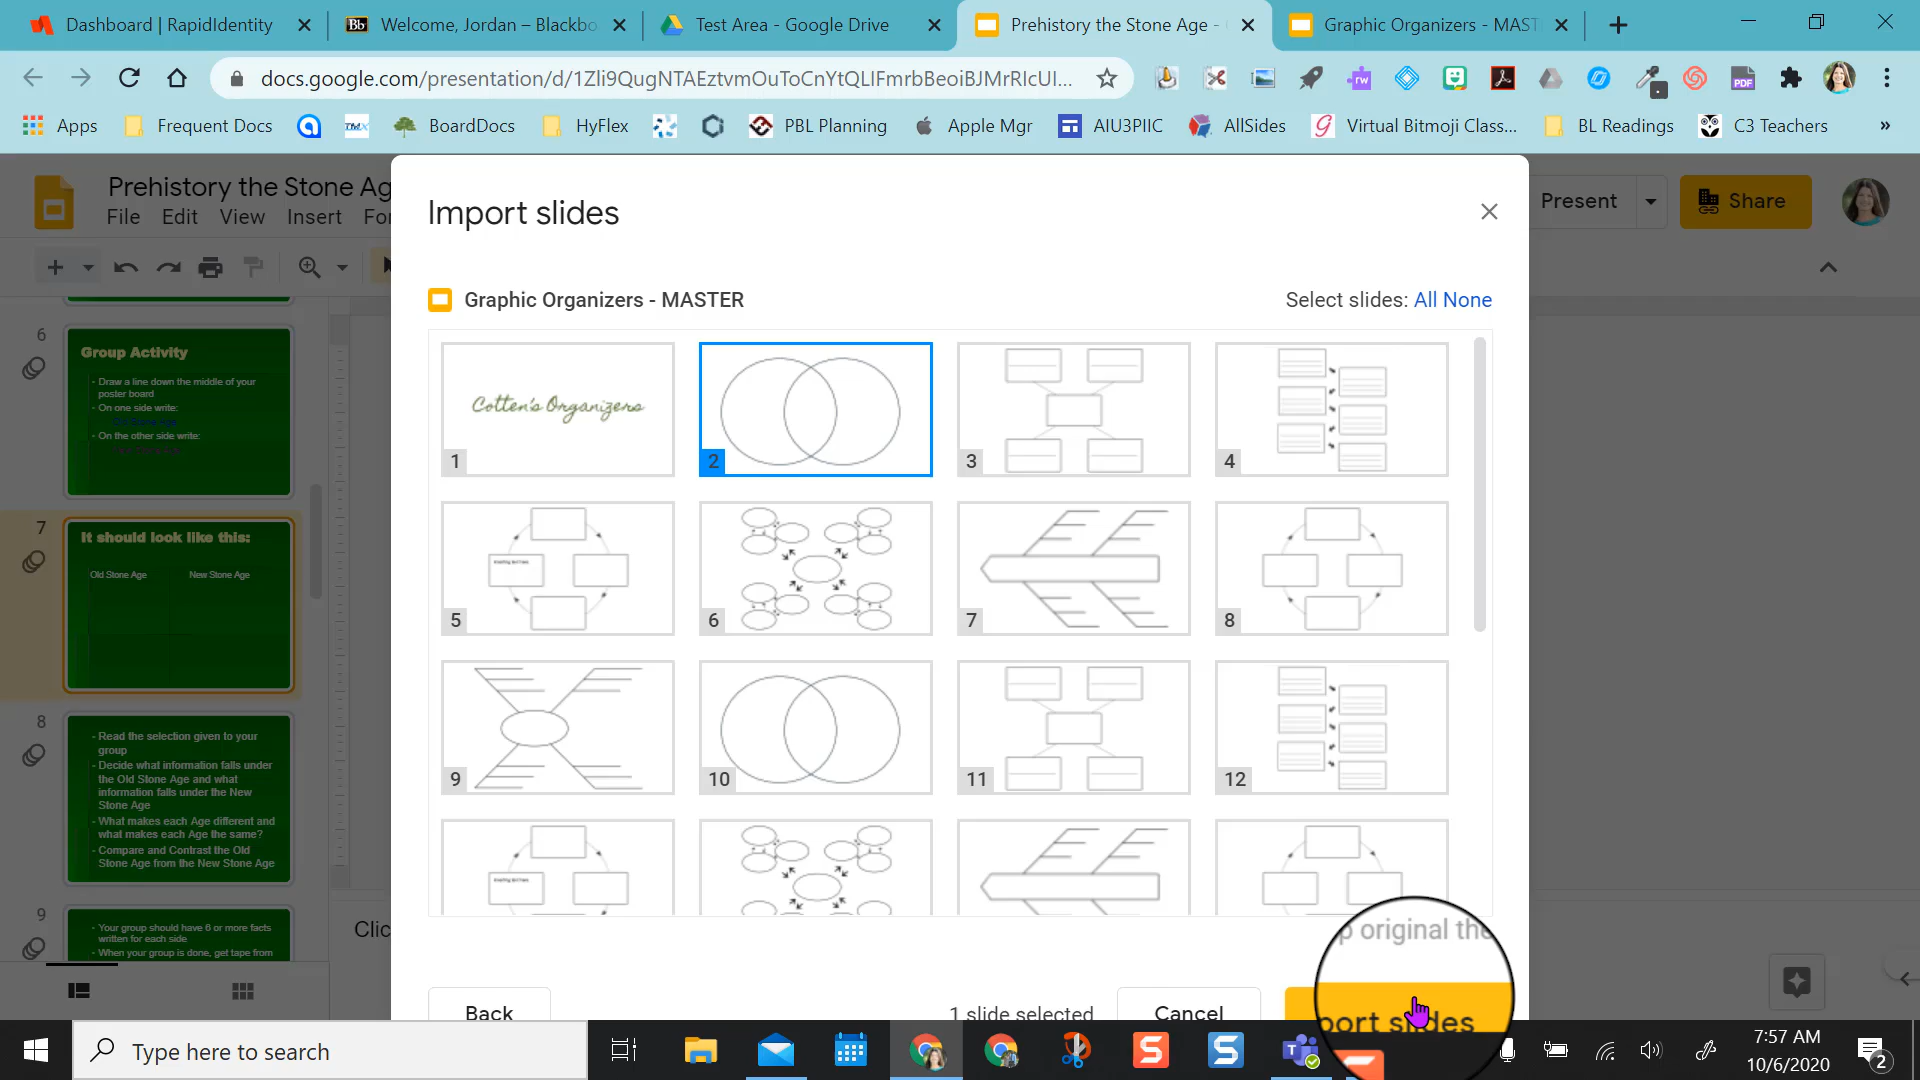 Dashboard | RapidIdentity
Welcome, Jordan – Blackbo
Test Area - Google Drive
Prehistory the Stone Age -
Graphic Organizers - MAST
docs.google.com/presentation/d/1Zli9QugNTAEztvmOuToCnYtQLIFmrbBeoiBJMrRIcUI...
Apps
Frequent Docs
BoardDocs
HyFlex
PBL Planning
Apple Mgr
AIU3PIIC
AllSides
Virtual Bitmoji Class...
BL Readings
C3 Teachers
»
Prehistory the Stone Ag
File Edit View Insert For
Present
Share
Import slides
Graphic Organizers - MASTER
Select slides: All None
Cotten's Organizers
1
2
3
4
5
6
7
8
9
10
11
12
6
Group Activity
- Draw a line down the middle of your
poster board
- On one side write:
- On the other side write:
7
It should look like this:
Old Stone Age
New Stone Age
8
- Read the selection given to your
group
- Decide what information falls under
the Old Stone Age and what
information falls under the New
Stone Age
- What makes each Age different and
what makes each Age the same?
- Compare and Contrast the Old
Stone Age from the New Stone Age
9
- Your group should have 6 or more facts
written for each side
- When your group is done, get tape from
Clic
p original the
Back
1 slide selected
Cancel
port slides
Type here to search
7:57 AM
10/6/2020
2